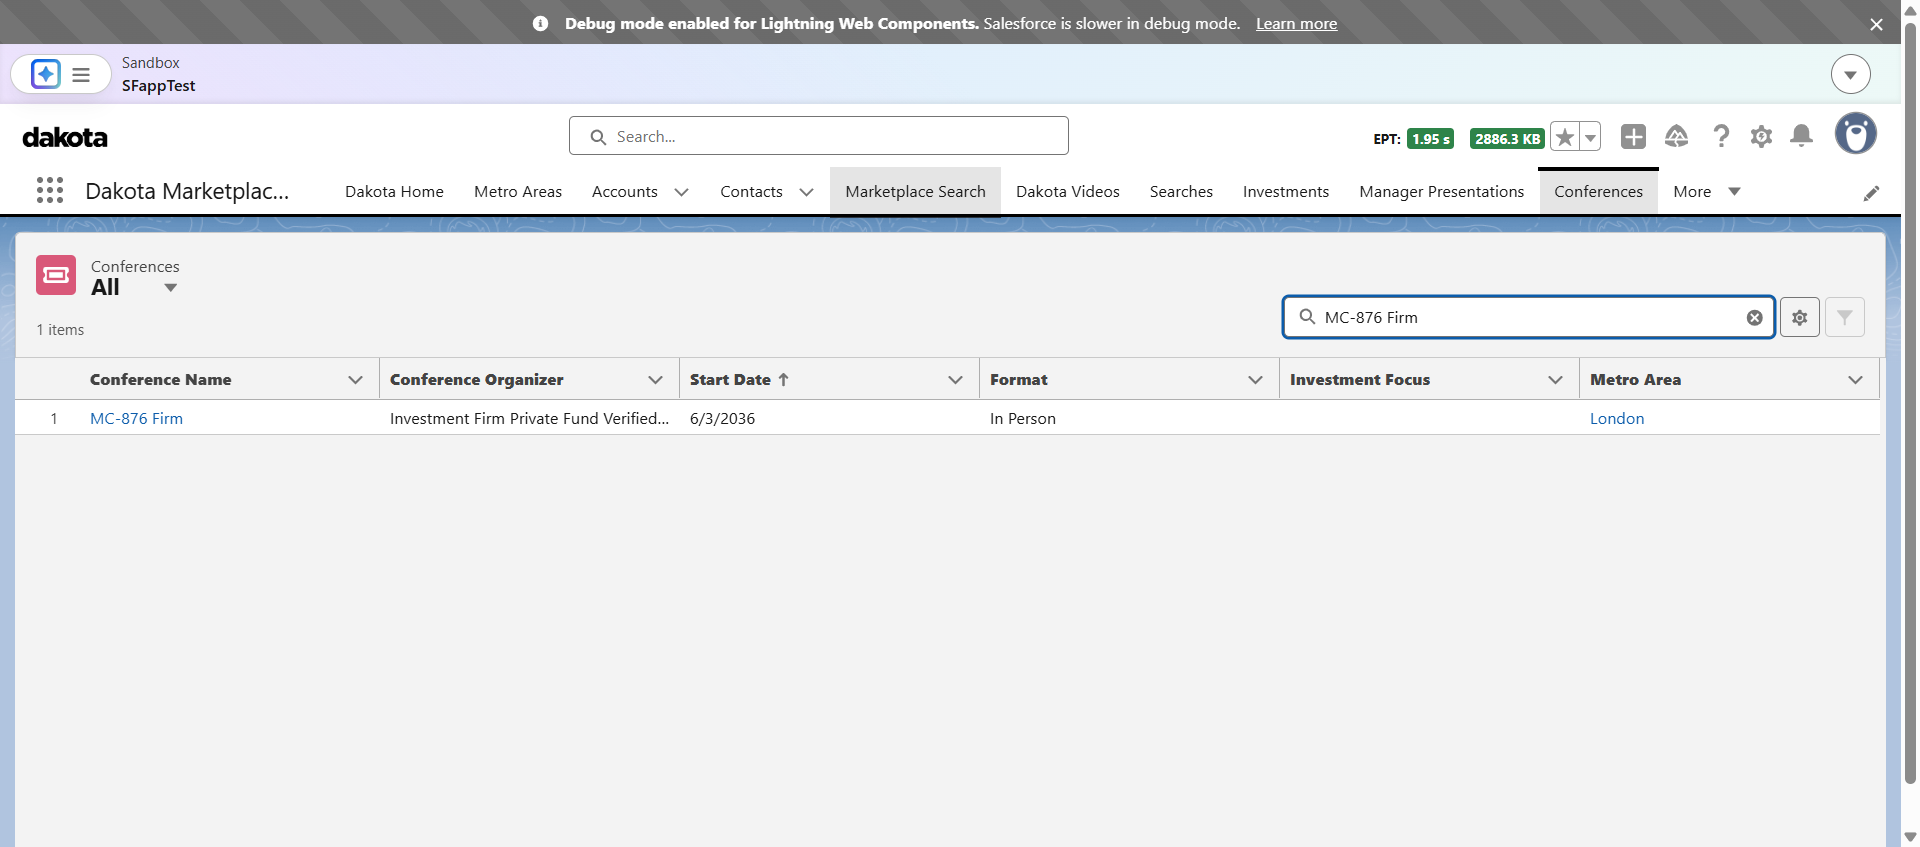 Debug mode enabled for Lightning Web Components. Salesforce is slower in debug mode. Learn more
Sandbox
SFappTest
dakota
Search...
EPT: 1.95 s 2886.3 KB
Dakota Marketplac... Dakota Home Metro Areas Accounts Contacts Marketplace Search Dakota Videos Searches Investments Manager Presentations Conferences More
Conferences
All
1 items
MC-876 Firm
Conference Name Conference Organizer Start Date Format Investment Focus Metro Area
1 MC-876 Firm Investment Firm Private Fund Verified... 6/3/2036 In Person London